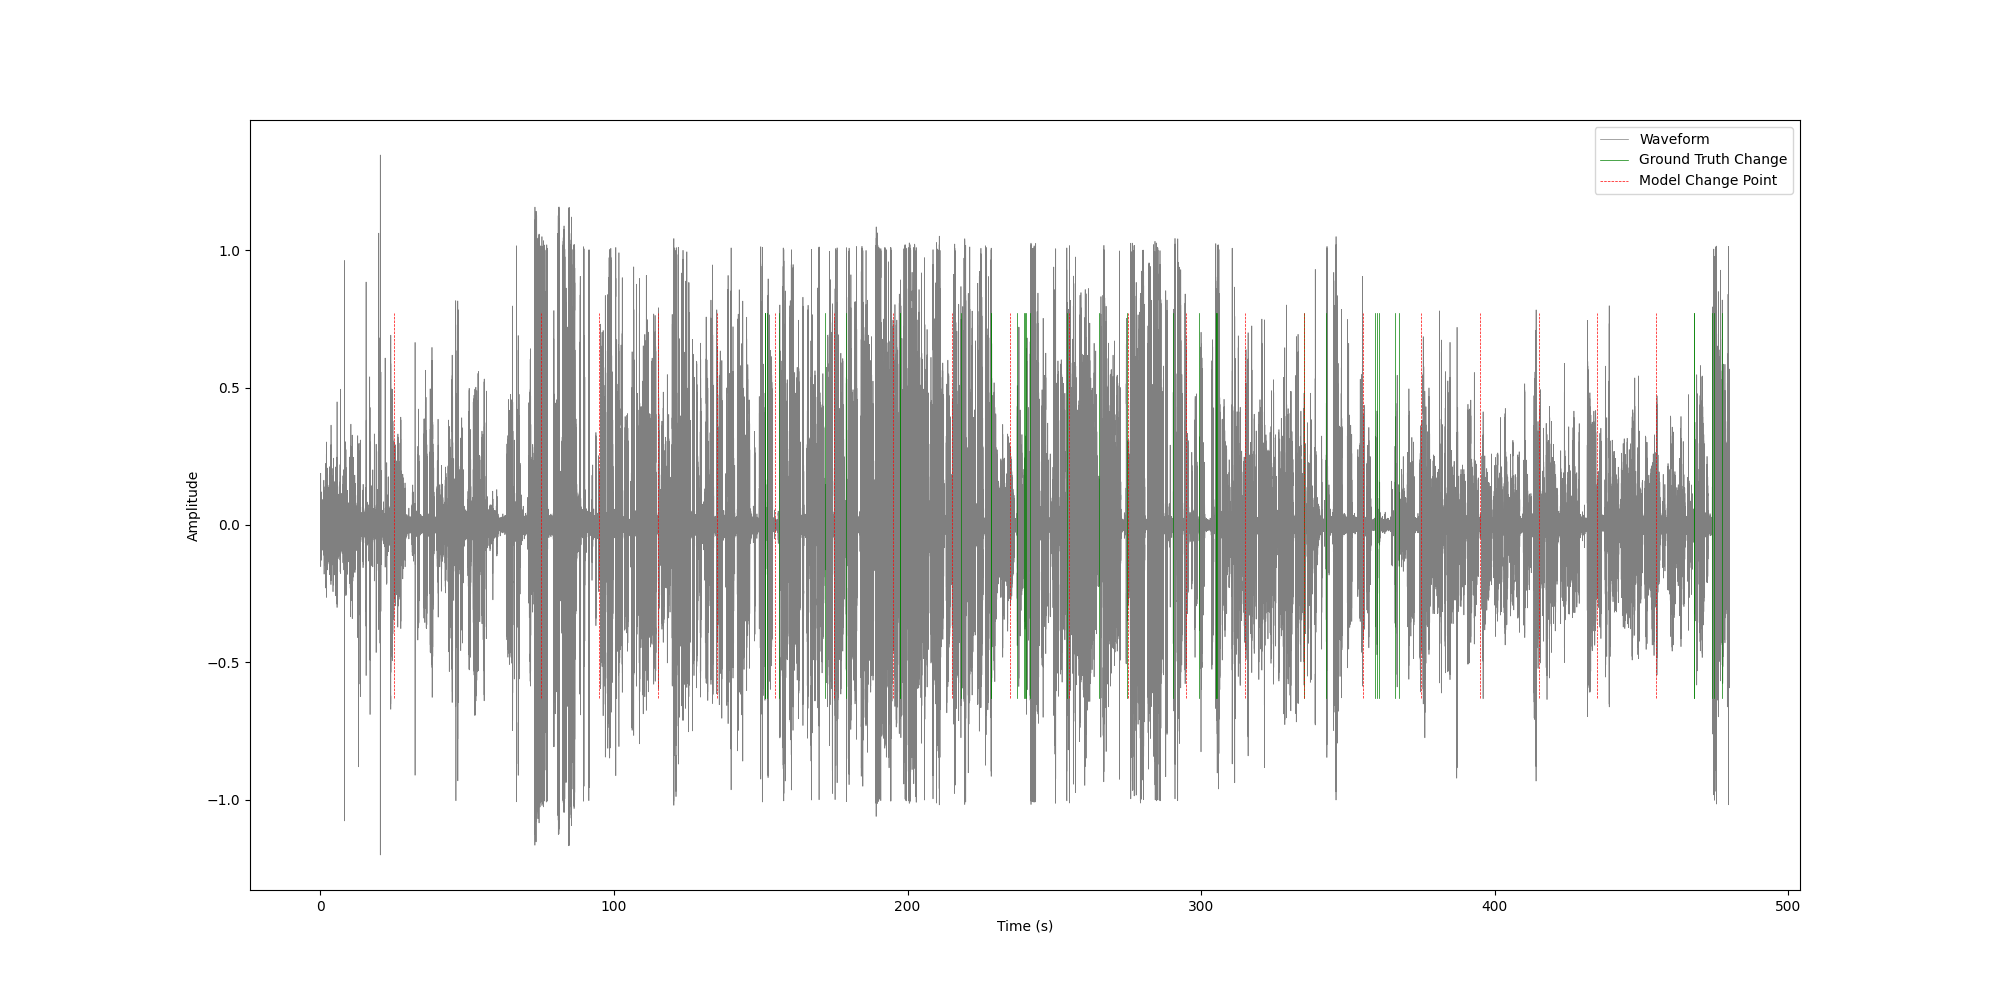 Waveform
Ground Truth Change
Model Change Point
1.0
0.5
0.0
−0.5
−1.0
Amplitude
0 100 200 300 400 500
Time (s)